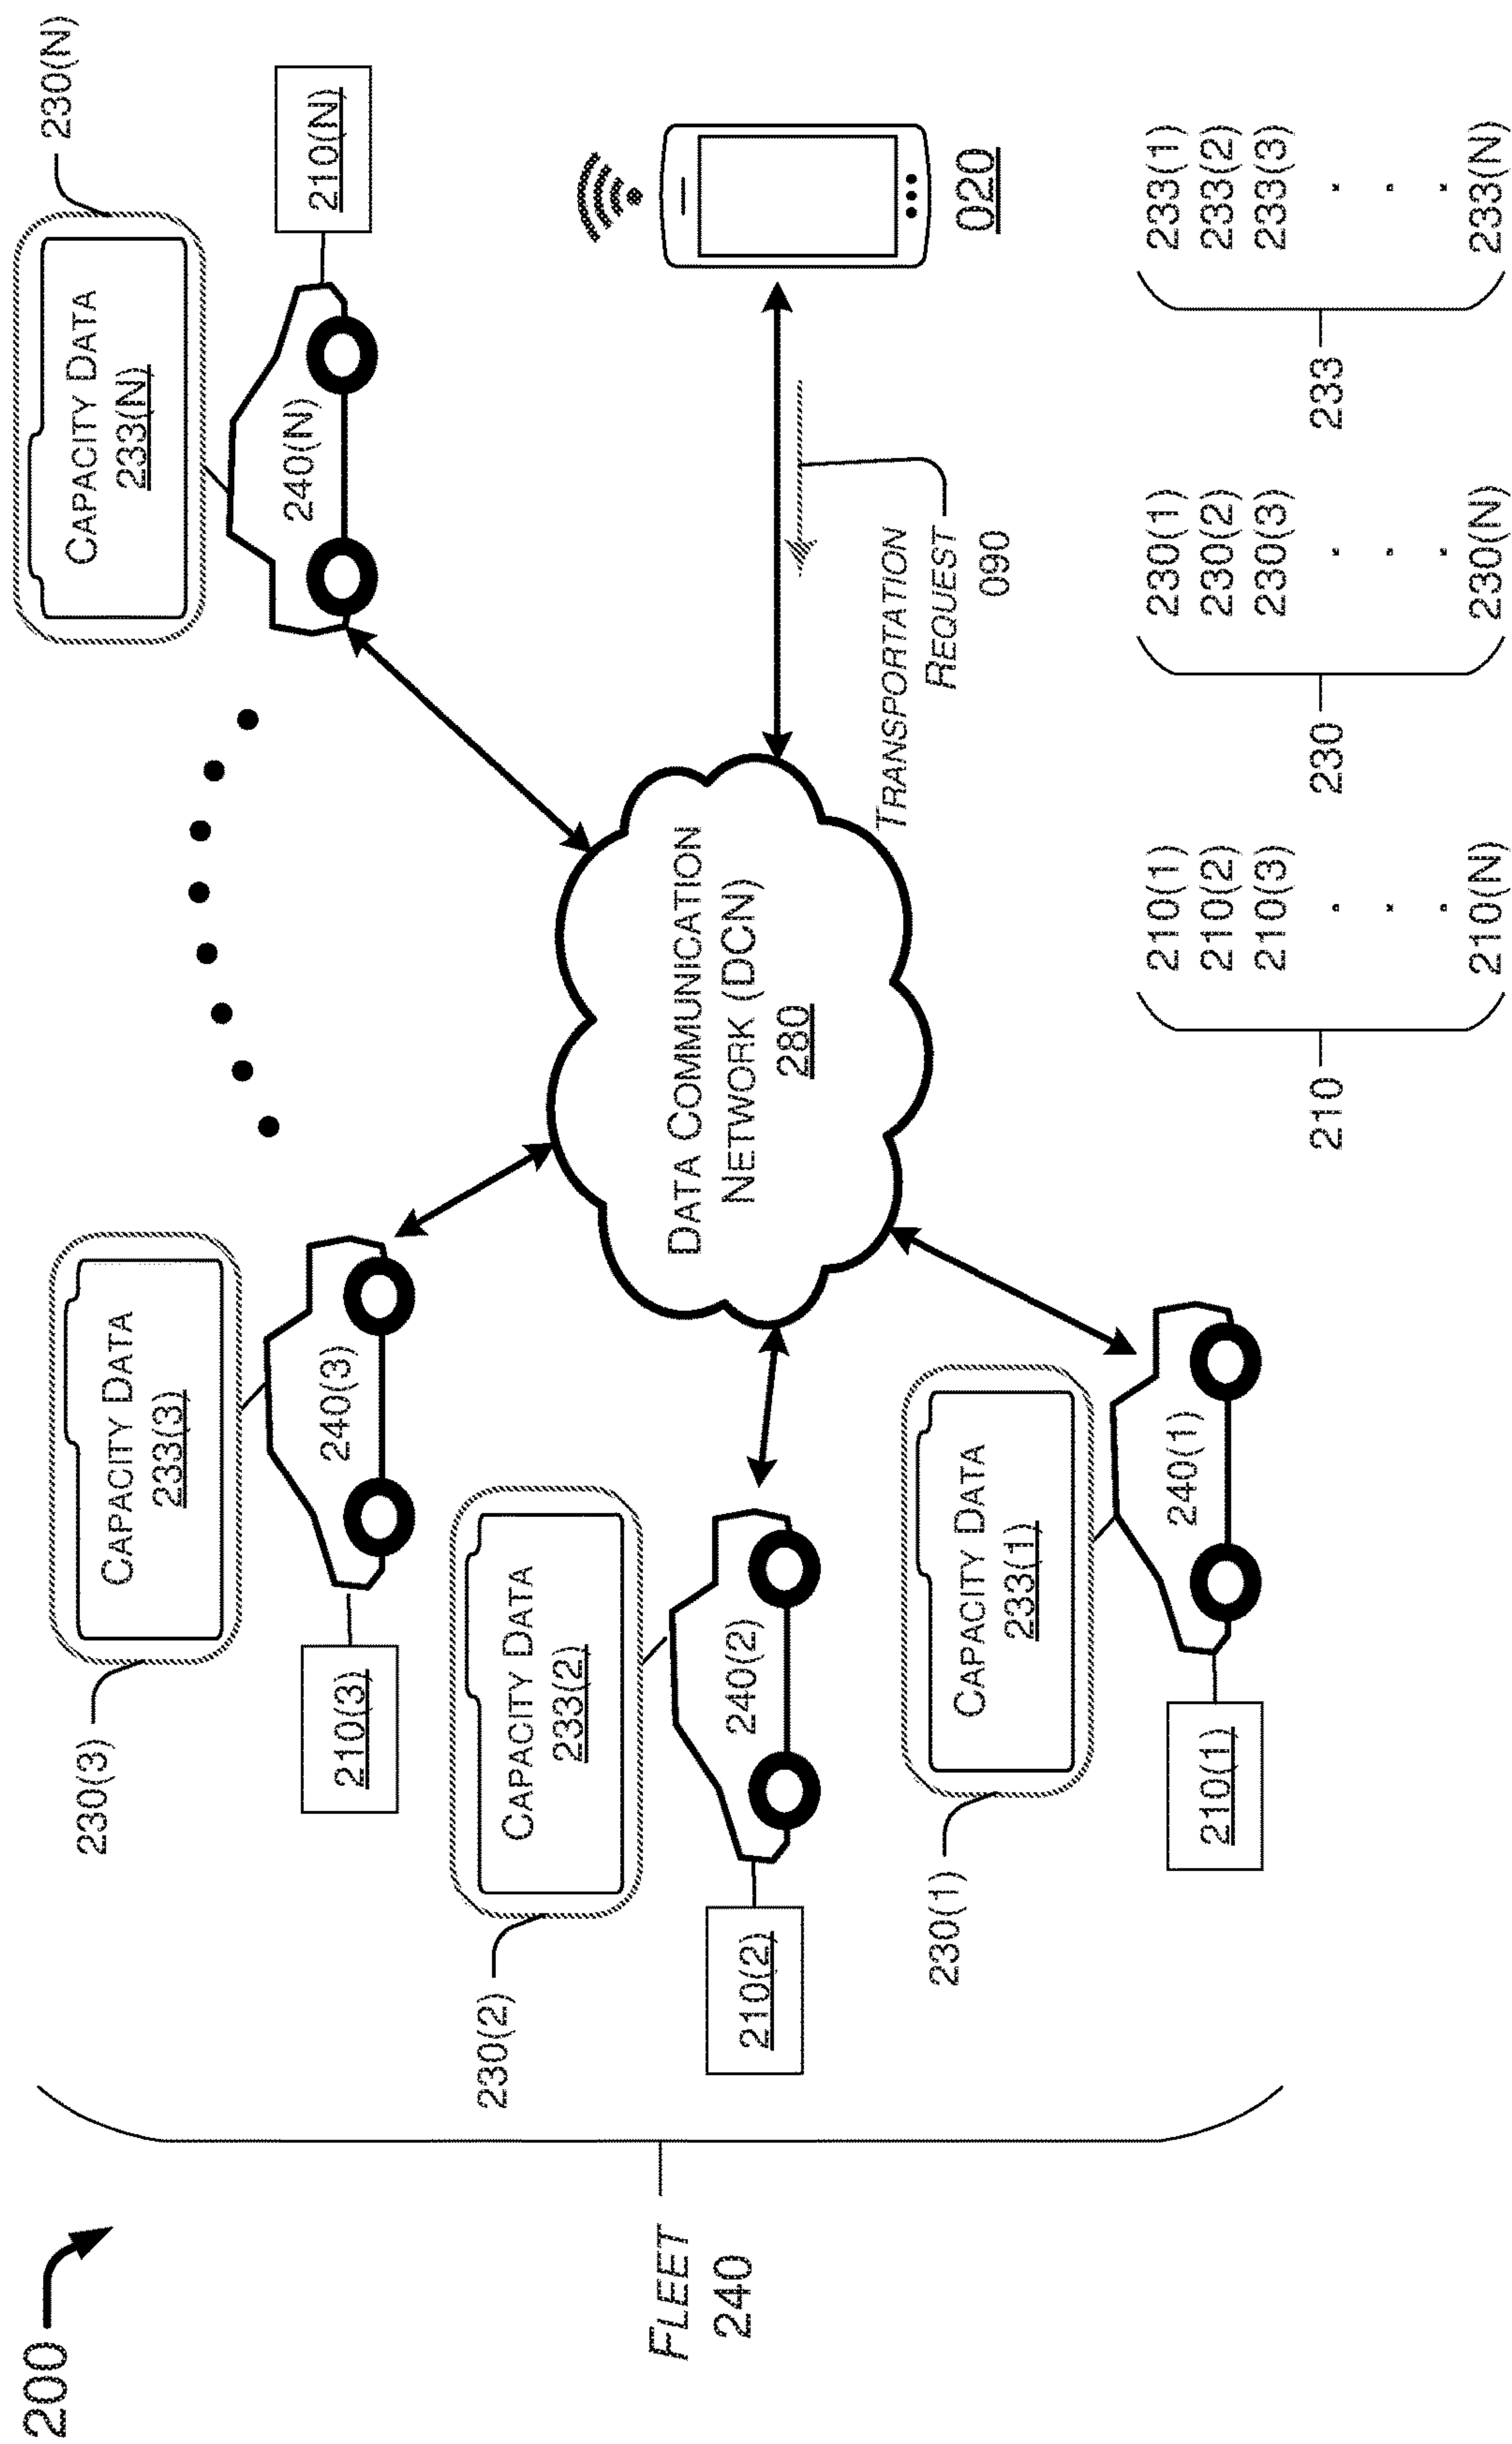 200
FLEET
240
230(3)
CAPACITY DATA
233(3)
240(3)
210(3)
230(2)
CAPACITY DATA
233(2)
240(2)
210(2)
230(1)
CAPACITY DATA
233(1)
240(1)
210(1)
230(N)
CAPACITY DATA
233(N)
240(N)
210(N)
DATA COMMUNICATION
NETWORK (DCN)
280
TRANSPORTATION
REQUEST
090
020
210
210(1)
210(2)
210(3)
210(N)
230
230(1)
230(2)
230(3)
230(N)
233
233(1)
233(2)
233(3)
233(N)